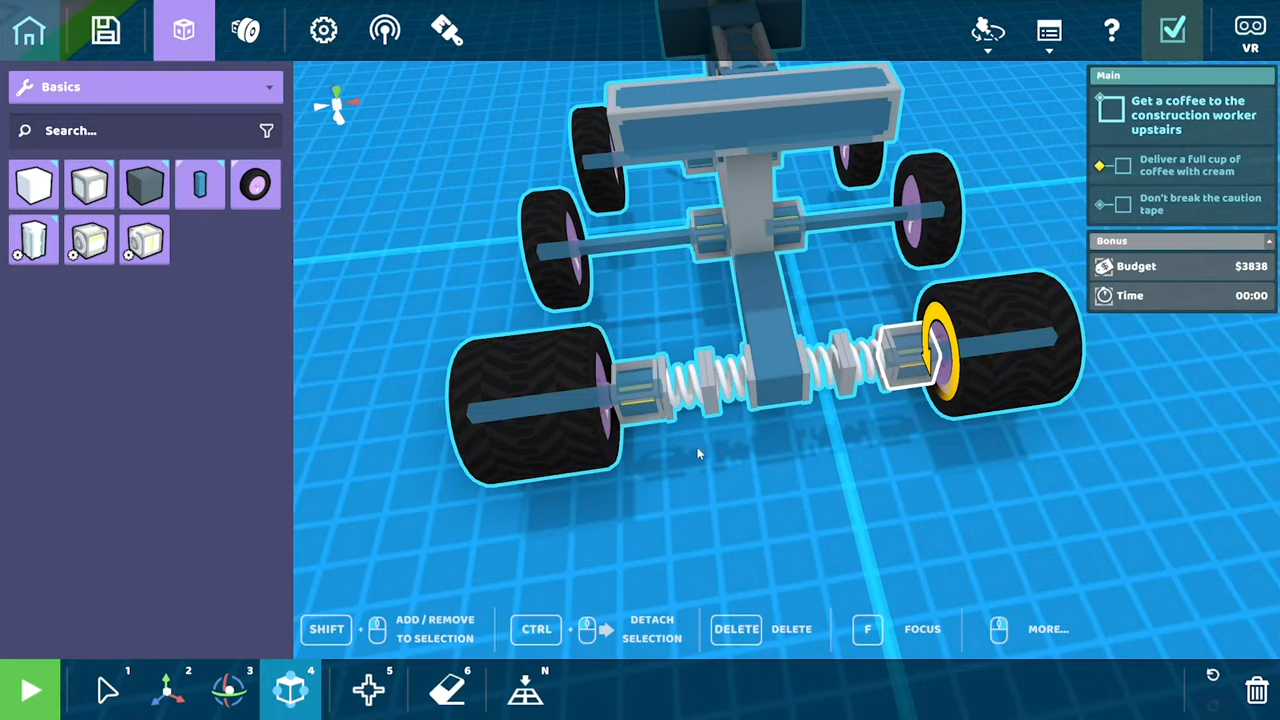 VR
Basics
Search...
Main
Get a coffee to the
construction worker
upstairs
Deliver a full cup of
coffee with cream
Don't break the caution
tape
Bonus
Budget $3838
Time 00:00
SHIFT + ADD / REMOVE
TO SELECTION
CTRL + DETACH
SELECTION
DELETE DELETE
F FOCUS
MORE...
1 2 3 4 5 6 N